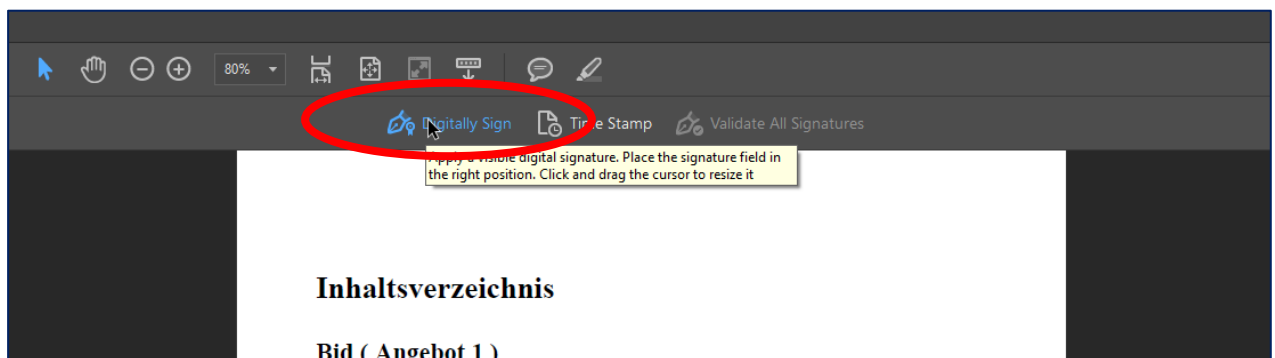 80%
Digitally Sign Time Stamp Validate All Signatures
Apply a visible digital signature. Place the signature field in
the right position. Click and drag the cursor to resize it
Inhaltsverzeichnis
Bid ( Angebot 1 )